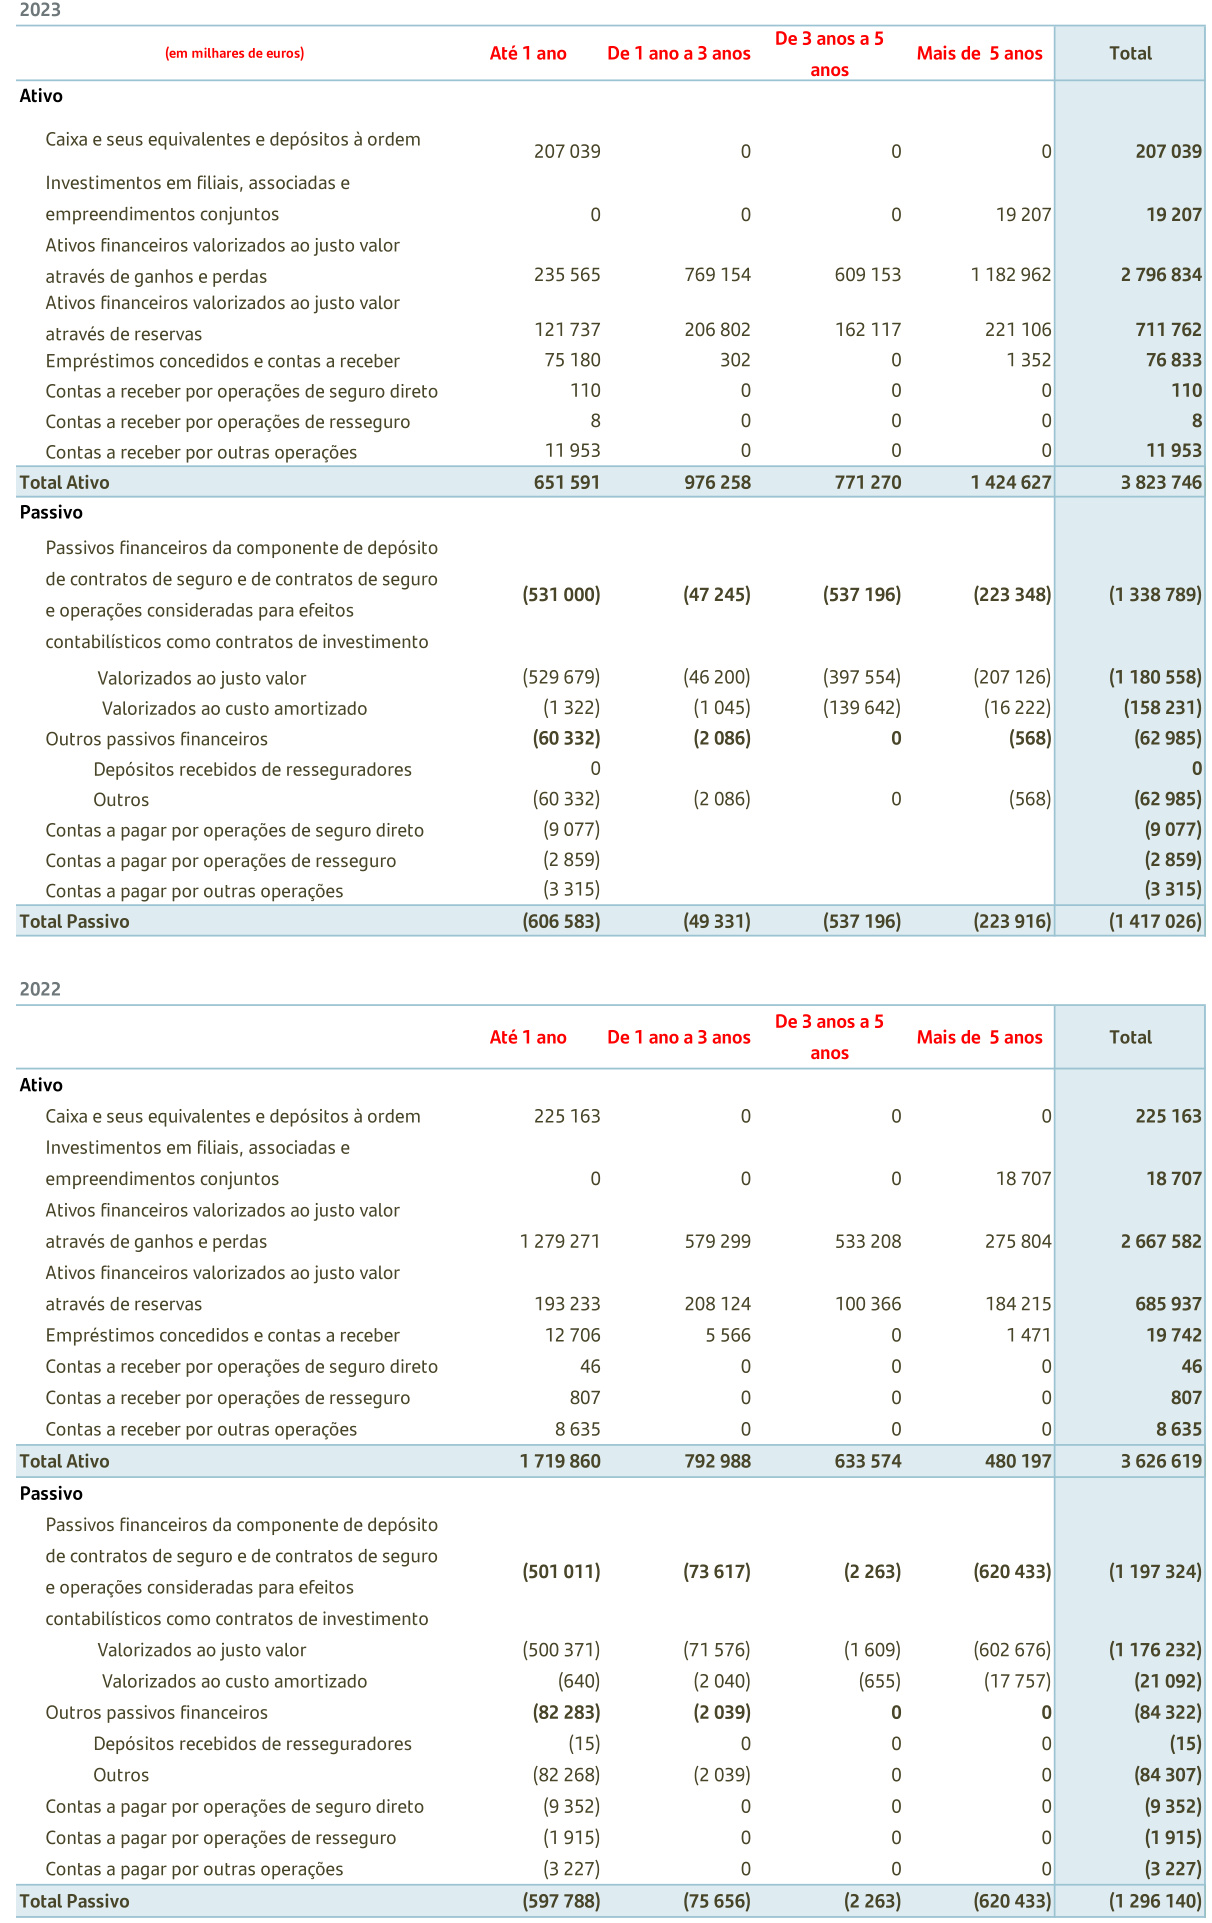 2023
(em milhares de euros) Até 1 ano De 1 ano a 3 anos De 3 anos a 5 anos Mais de 5 anos Total
Ativo
Caixa e seus equivalentes e depósitos à ordem 207 039 0 0 0 207 039
Investimentos em filiais, associadas e
empreendimentos conjuntos 0 0 0 19 207 19 207
Ativos financeiros valorizados ao justo valor
através de ganhos e perdas 235 565 769 154 609 153 1 182 962 2 796 834
Ativos financeiros valorizados ao justo valor
através de reservas 121 737 206 802 162 117 221 106 711 762
Empréstimos concedidos e contas a receber 75 180 302 0 1 352 76 833
Contas a receber por operações de seguro direto 110 0 0 0 110
Contas a receber por operações de resseguro 8 0 0 0 8
Contas a receber por outras operações 11 953 0 0 0 11 953
Total Ativo 651 591 976 258 771 270 1 424 627 3 823 746
Passivo
Passivos financeiros da componente de depósito
de contratos de seguro e de contratos de seguro
e operações consideradas para efeitos
contabilísticos como contratos de investimento (531 000) (47 245) (537 196) (223 348) (1 338 789)
Valorizados ao justo valor (529 679) (46 200) (397 554) (207 126) (1 180 558)
Valorizados ao custo amortizado (1 322) (1 045) (139 642) (16 222) (158 231)
Outros passivos financeiros (60 332) (2 086) 0 (568) (62 985)
Depósitos recebidos de resseguradores 0 0
Outros (60 332) (2 086) 0 (568) (62 985)
Contas a pagar por operações de seguro direto (9 077) (9 077)
Contas a pagar por operações de resseguro (2 859) (2 859)
Contas a pagar por outras operações (3 315) (3 315)
Total Passivo (606 583) (49 331) (537 196) (223 916) (1 417 026)
2022
Até 1 ano De 1 ano a 3 anos De 3 anos a 5 anos Mais de 5 anos Total
Ativo
Caixa e seus equivalentes e depósitos à ordem 225 163 0 0 0 225 163
Investimentos em filiais, associadas e
empreendimentos conjuntos 0 0 0 18 707 18 707
Ativos financeiros valorizados ao justo valor
através de ganhos e perdas 1 279 271 579 299 533 208 275 804 2 667 582
Ativos financeiros valorizados ao justo valor
através de reservas 193 233 208 124 100 366 184 215 685 937
Empréstimos concedidos e contas a receber 12 706 5 566 0 1 471 19 742
Contas a receber por operações de seguro direto 46 0 0 0 46
Contas a receber por operações de resseguro 807 0 0 0 807
Contas a receber por outras operações 8 635 0 0 0 8 635
Total Ativo 1 719 860 792 988 633 574 480 197 3 626 619
Passivo
Passivos financeiros da componente de depósito
de contratos de seguro e de contratos de seguro
e operações consideradas para efeitos
contabilísticos como contratos de investimento (501 011) (73 617) (2 263) (620 433) (1 197 324)
Valorizados ao justo valor (500 371) (71 576) (1 609) (602 676) (1 176 232)
Valorizados ao custo amortizado (640) (2 040) (655) (17 757) (21 092)
Outros passivos financeiros (82 283) (2 039) 0 0 (84 322)
Depósitos recebidos de resseguradores (15) 0 0 0 (15)
Outros (82 268) (2 039) 0 0 (84 307)
Contas a pagar por operações de seguro direto (9 352) 0 0 0 (9 352)
Contas a pagar por operações de resseguro (1 915) 0 0 0 (1 915)
Contas a pagar por outras operações (3 227) 0 0 0 (3 227)
Total Passivo (597 788) (75 656) (2 263) (620 433) (1 296 140)